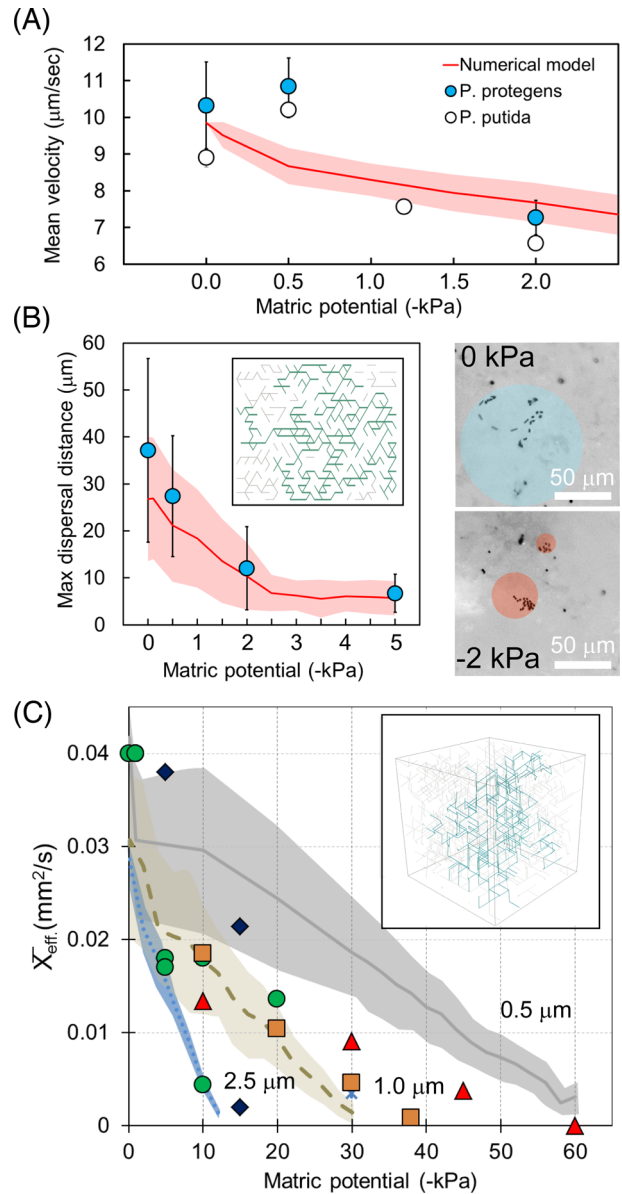 (A)
12
11
10
9
8
7
6
Mean velocity (μm/sec)
Numerical model
P. protegens
P. putida
0.0 0.5 1.0 1.5 2.0
Matric potential (-kPa)
(B)
60
50
40
30
20
10
0
Max dispersal distance (μm)
0 1 2 3 4 5
Matric potential (-kPa)
0 kPa
50 μm
-2 kPa
50 μm
(C)
0.04
0.03
0.02
0.01
0
X̄eff.(mm²/s)
0.5 μm
1.0 μm
2.5 μm
0 10 20 30 40 50 60
Matric potential (-kPa)